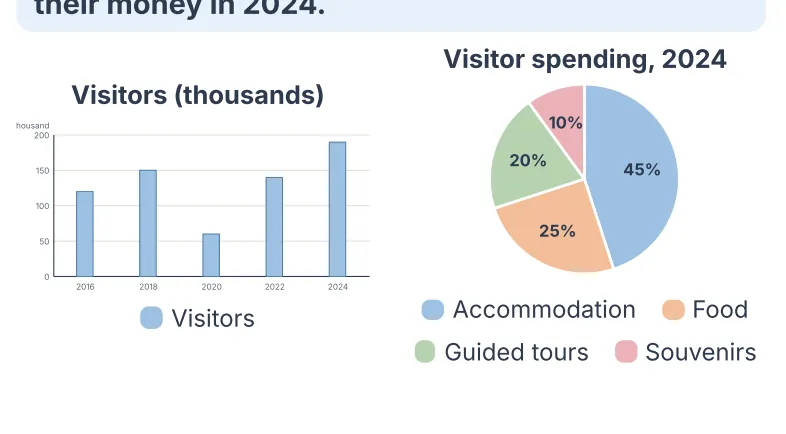 their money in 2024.
Visitors (thousands)
housand
200
150
100
50
0
2016 2018 2020 2022 2024
Visitors
Visitor spending, 2024
10%
20%
45%
25%
Accommodation Food
Guided tours Souvenirs